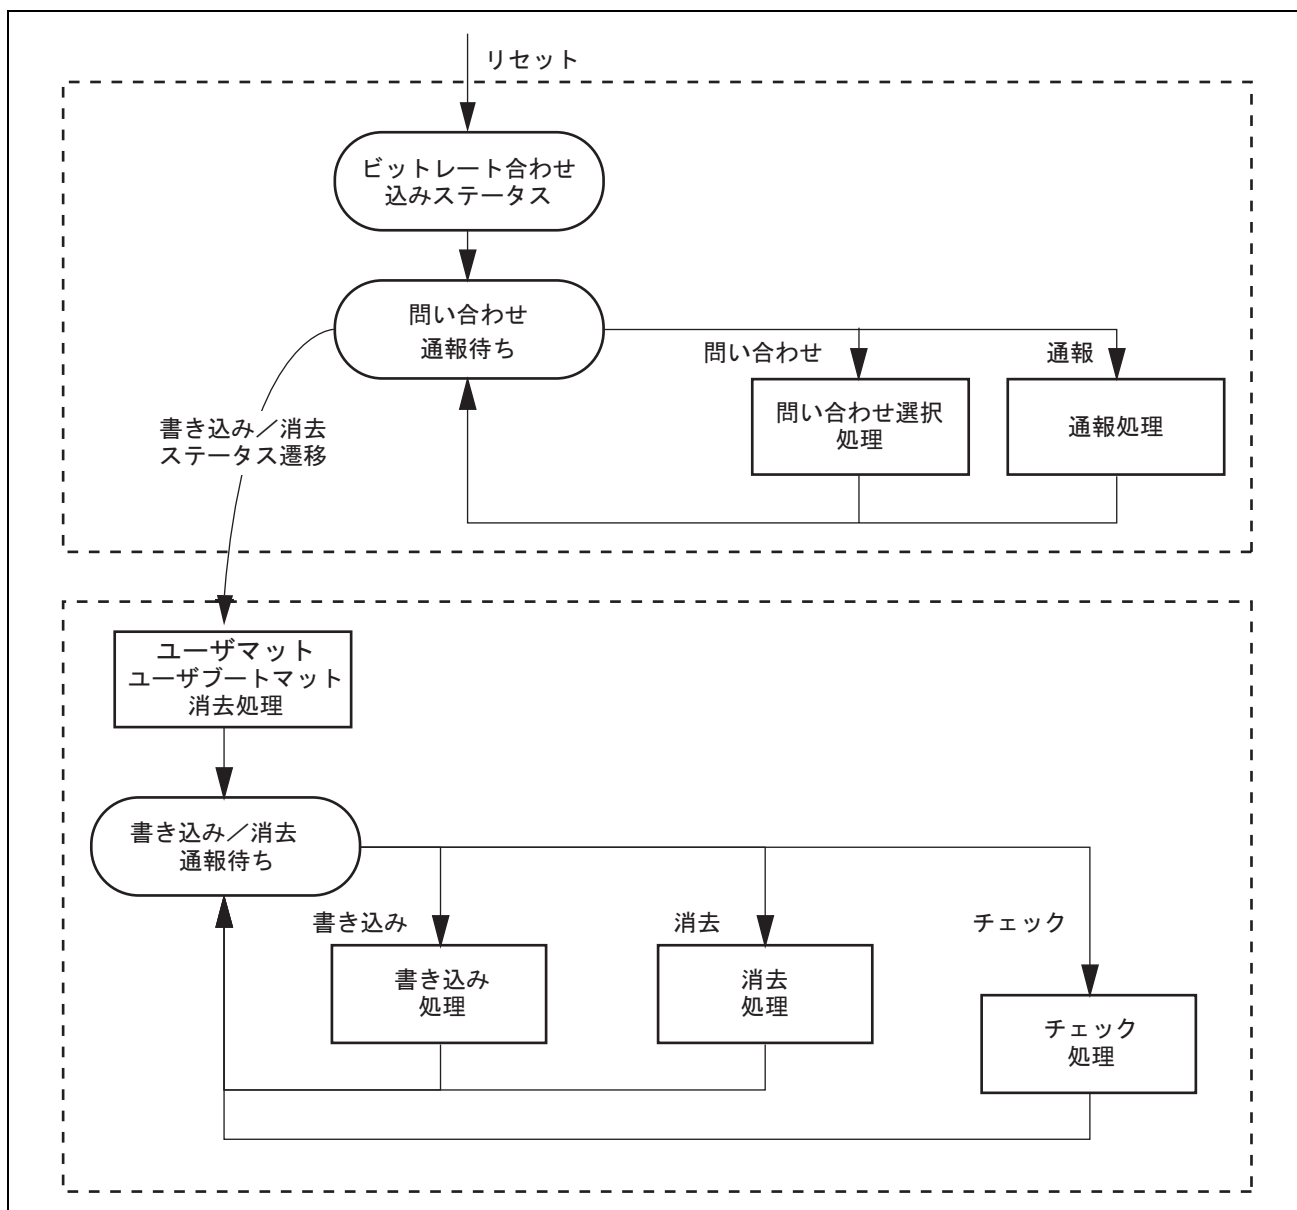 リセット
ビットレート合わせ
込みステータス
問い合わせ
通報待ち
問い合わせ
通報
問い合わせ選択
処理
通報処理
書き込み／消去
ステータス遷移
ユーザマット
ユーザブートマット
消去処理
書き込み／消去
通報待ち
書き込み
消去
チェック
書き込み
処理
消去
処理
チェック
処理